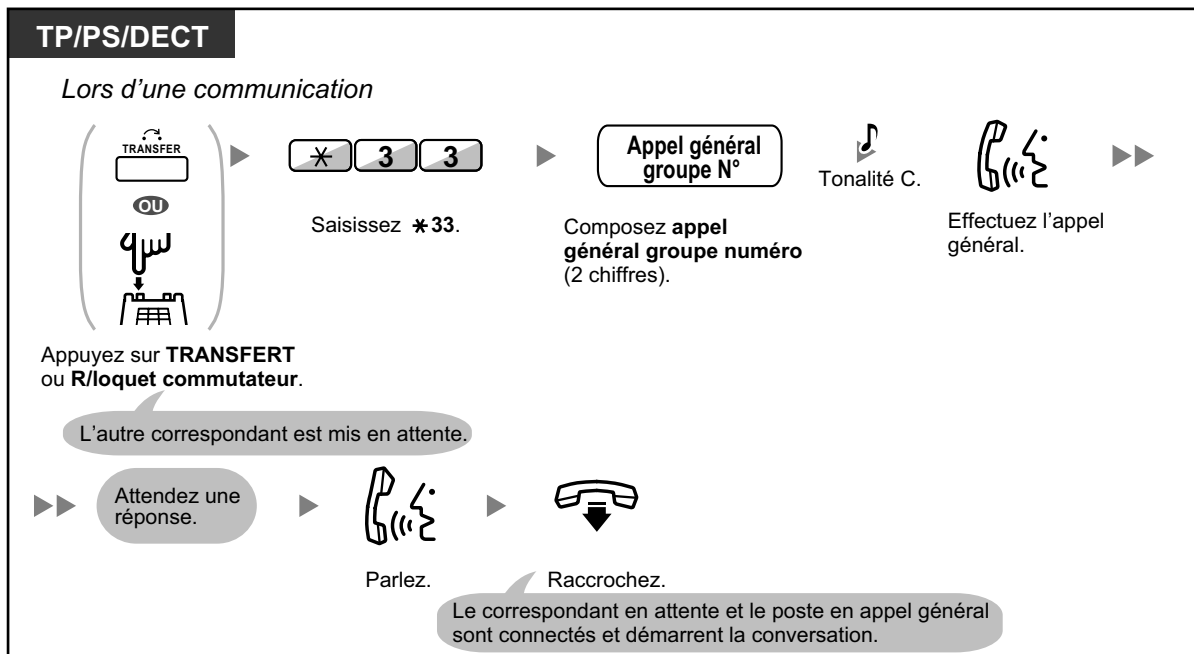 TP/PS/DECT
Lors d’une communication
TRANSFER
OU
Appuyez sur TRANSFERT
ou R/loquet commutateur.
L'autre correspondant est mis en attente.
* 3 3
Saisissez *33.
Appel général
groupe N°
Composez appel
général groupe numéro
(2 chiffres).
Tonalité C.
Effectuez l’appel
général.
Attendez une
réponse.
Parlez.
Raccrochez.
Le correspondant en attente et le poste en appel général
sont connectés et démarrent la conversation.